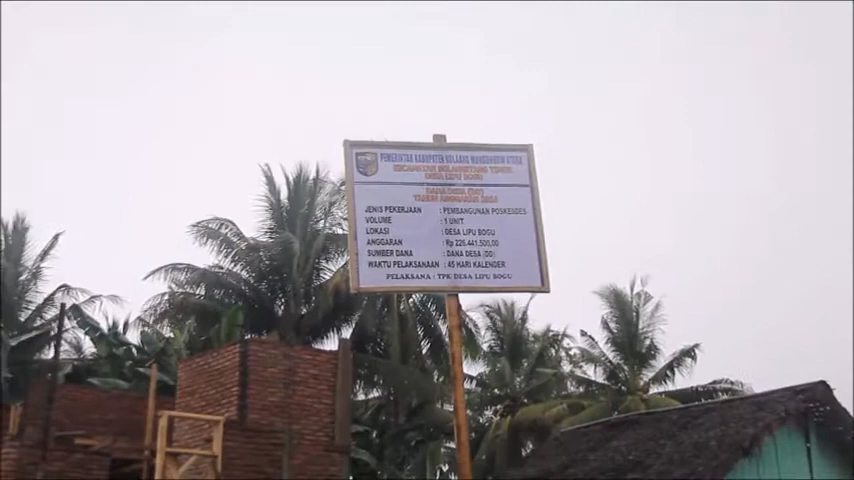 PEMERINTAH KABUPATEN BOLAANG MONGONDOW UTARA
KECAMATAN BOLANGITANG TIMUR
DESA LIPU BOGU
DANA DESA (DD)
TAHUN ANGGARAN
JENIS PEKERJAAN : PEMBANGUNAN POSKESDES
VOLUME : 1 UNIT
LOKASI : DESA LIPU BOGU
ANGGARAN : Rp 226.441.500,00
SUMBER DANA : DANA DESA (DD)
WAKTU PELAKSANAAN : 45 HARI KALENDER
PELAKSANA : TPK DESA LIPU BOGU